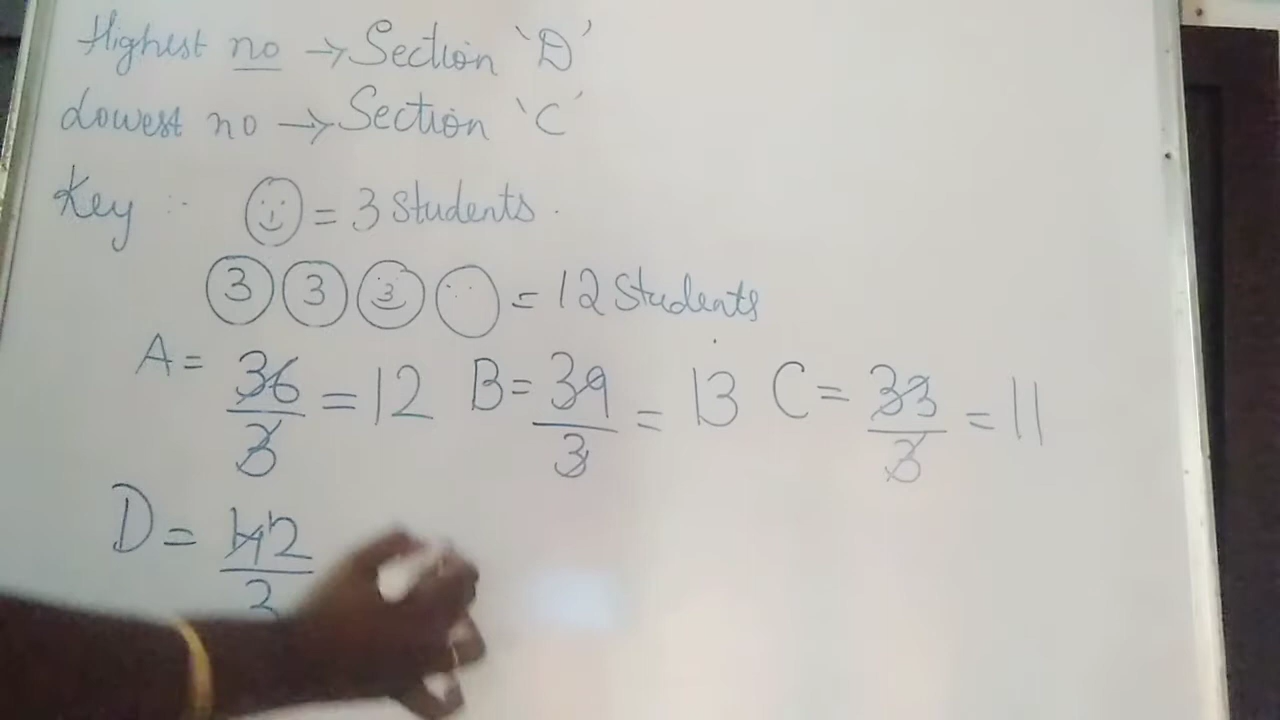 Highest no → Section 'D'
Lowest no → Section 'C'
Key :- = 3 Students.
3 3 3 = 12 Students
A = 36/3 = 12 B = 39/3 = 13 C = 33/3 = 11
D = 42/3